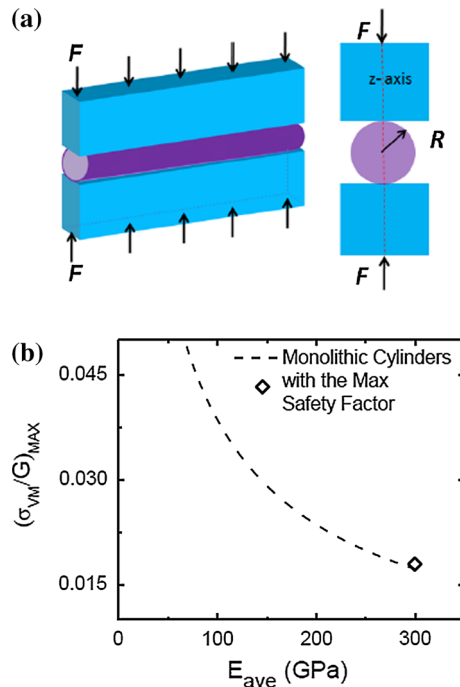 (a)
F
F
z- axis
R
F
F
(b)
0.045
0.030
0.015
(σVM/G)MAX
Monolithic Cylinders
with the Max
Safety Factor
0
100
200
300
Eave (GPa)